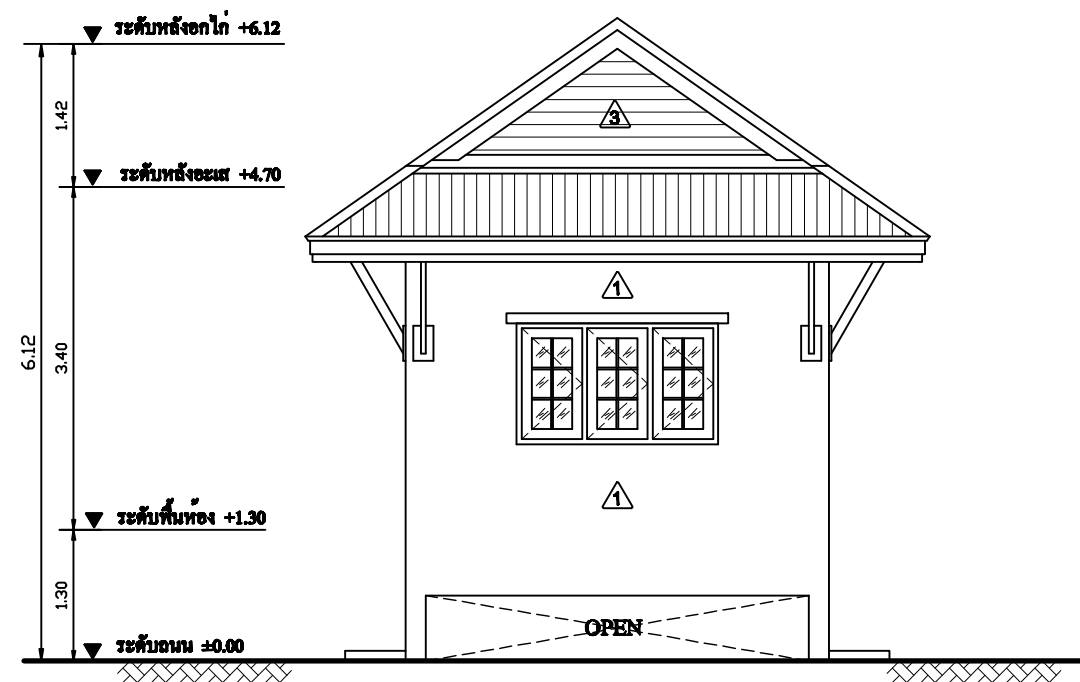 ระดับหลังอกไก่ +6.12
3
1.42
ระดับหลังอะเส +4.70
1
6.12
3.40
1
ระดับพื้นห้อง +1.30
1.30
OPEN
ระดับถนน ±0.00